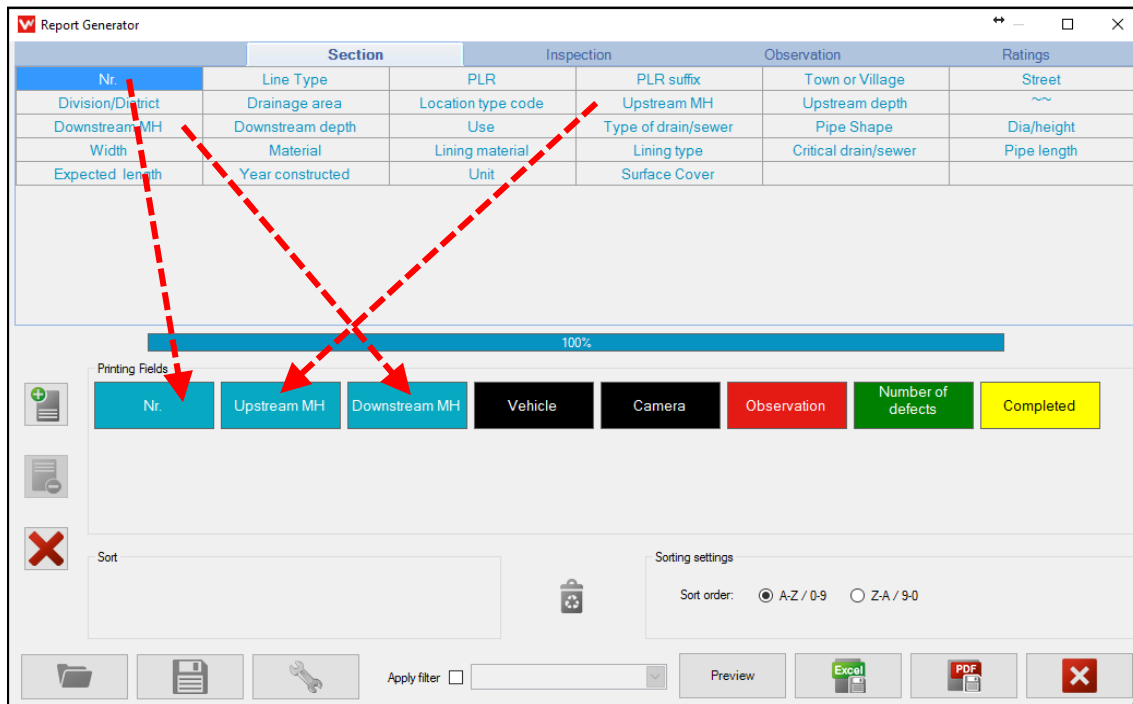 Report Generator
Section Inspection Observation Ratings
Nr. Line Type PLR PLR suffix Town or Village Street
Division/District Drainage area Location type code Upstream MH Upstream depth ~~
Downstream MH Downstream depth Use Type of drain/sewer Pipe Shape Dia/height
Width Material Lining material Lining type Critical drain/sewer Pipe length
Expected length Year constructed Unit Surface Cover
100%
Printing Fields
Nr. Upstream MH Downstream MH Vehicle Camera Observation Number of defects Completed
Sort
Sorting settings
Sort order: A-Z / 0-9 Z-A / 9-0
Apply filter Preview Excel PDF